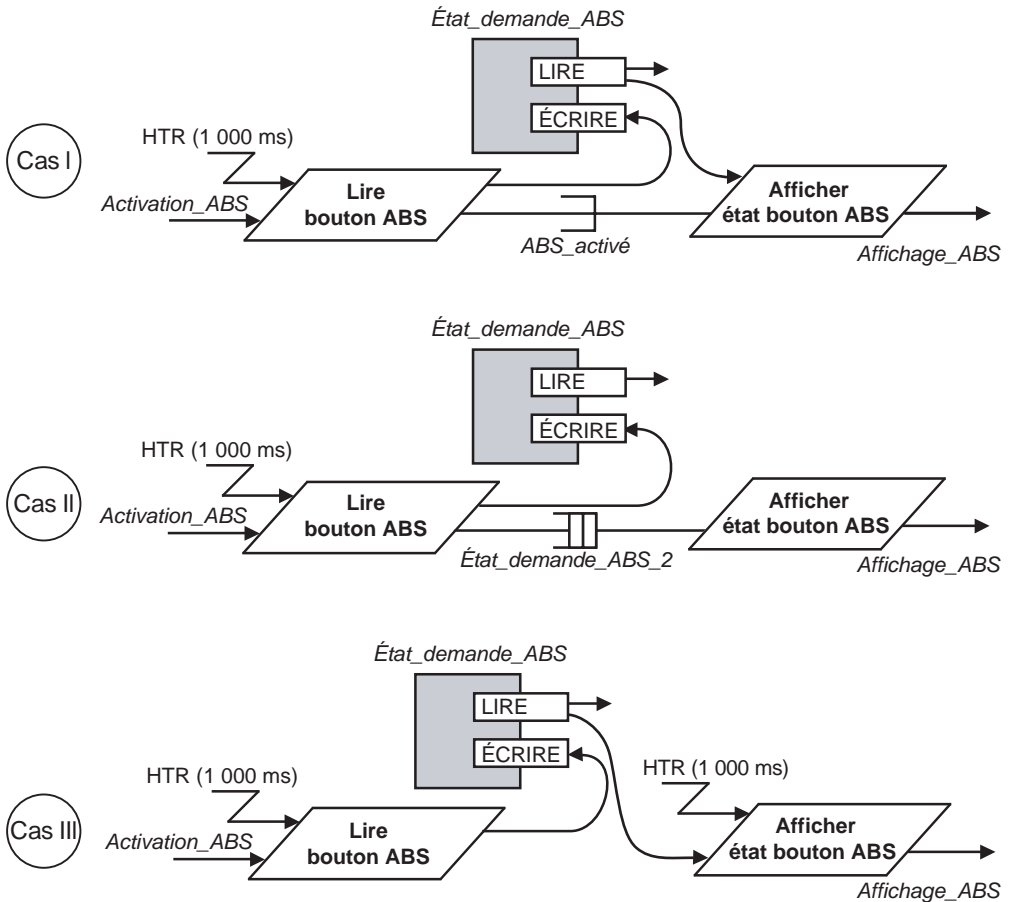 État_demande_ABS
LIRE
ÉCRIRE
HTR (1 000 ms)
Cas I
Activation_ABS
Lire
bouton ABS
ABS_activé
Afficher
état bouton ABS
Affichage_ABS
État_demande_ABS
LIRE
ÉCRIRE
HTR (1 000 ms)
Cas II
Activation_ABS
Lire
bouton ABS
État_demande_ABS_2
Afficher
état bouton ABS
Affichage_ABS
État_demande_ABS
LIRE
ÉCRIRE
HTR (1 000 ms)
HTR (1 000 ms)
Cas III
Activation_ABS
Lire
bouton ABS
Afficher
état bouton ABS
Affichage_ABS